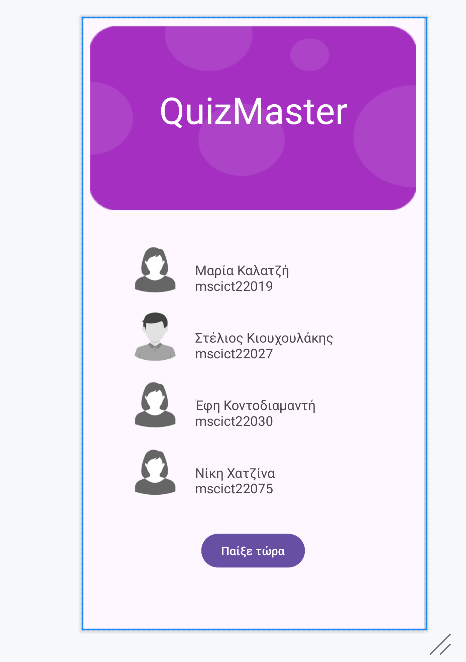 QuizMaster
Μαρία Καλατζή
mscict22019
Στέλιος Κιουχουλάκης
mscict22027
Έφη Κοντοδιαμαντή
mscict22030
Νίκη Χατζίνα
mscict22075
Παίξε τώρα